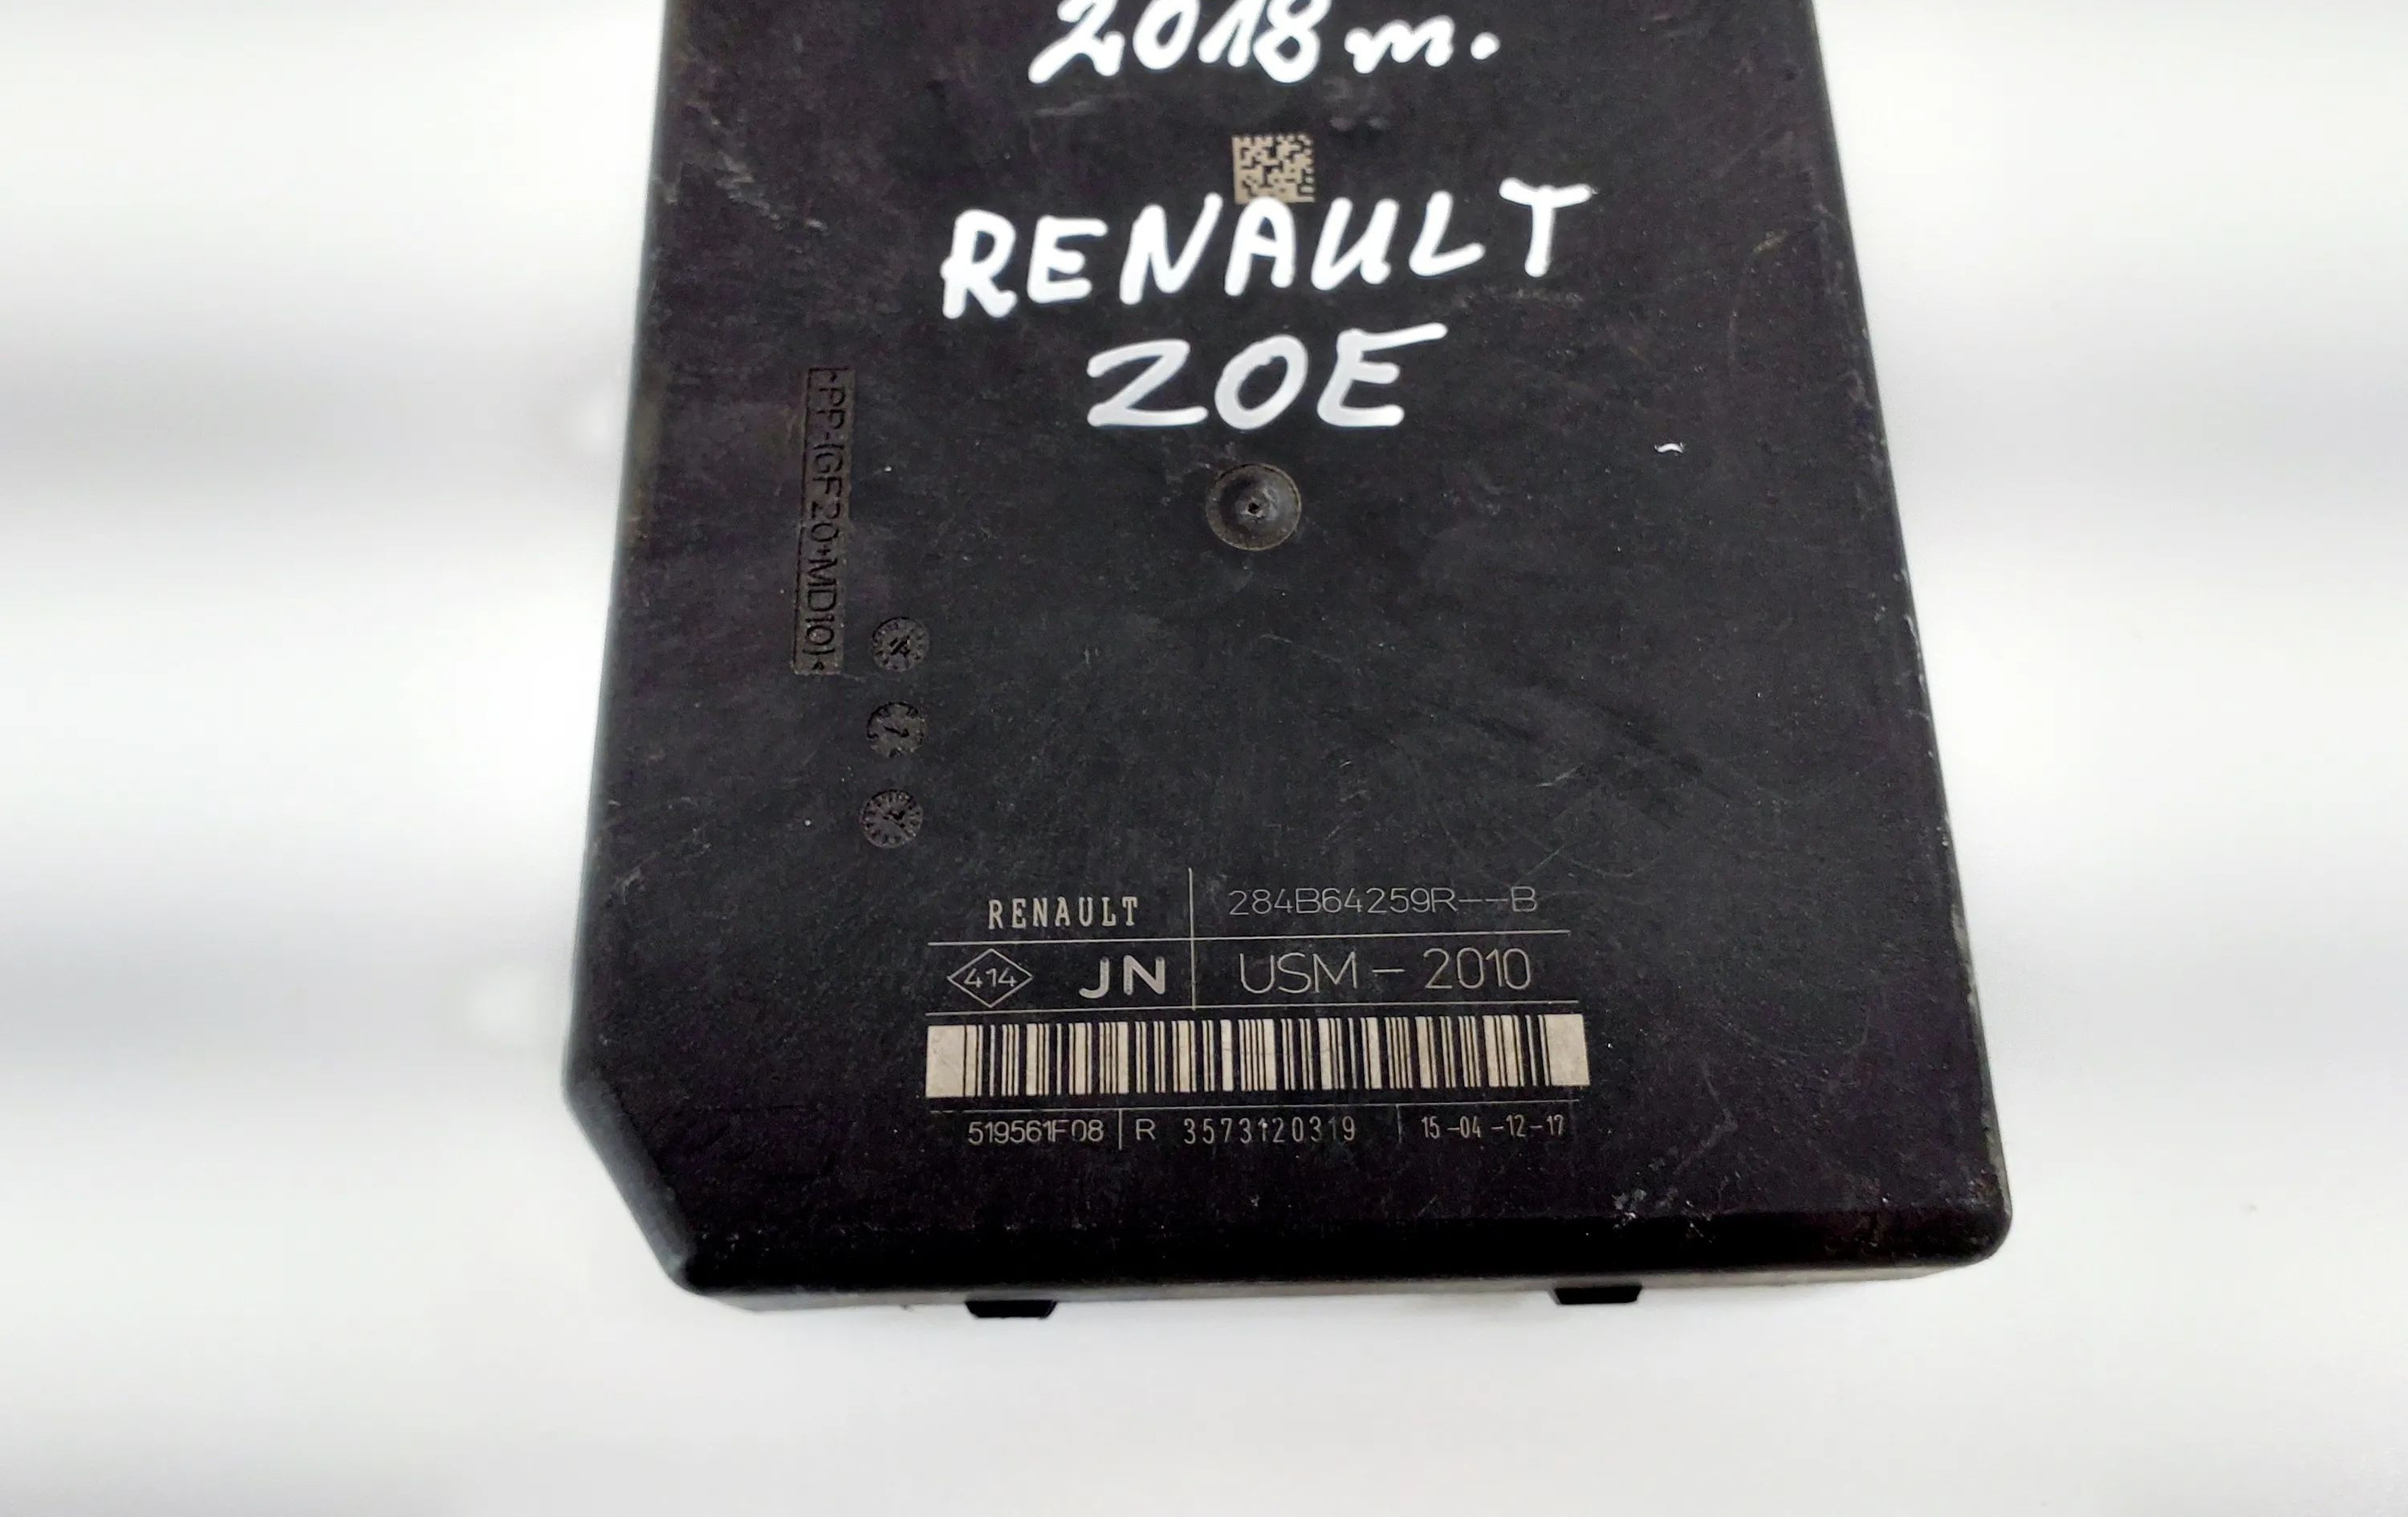 2018 m.
RENAULT
ZOE
>PP-(GF20+MD10)<
RENAULT 284B64259R--B
414 JN USM - 2010
519561F08 R 3573120319 15-04-12-17